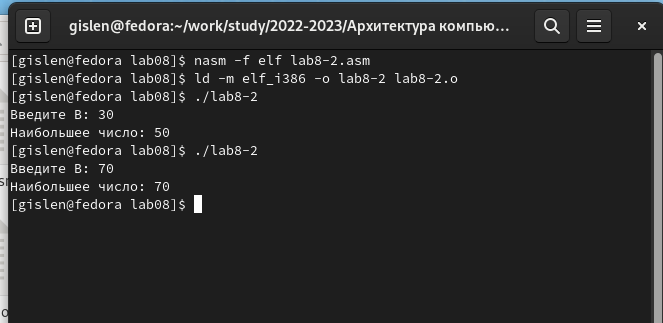 gislen@fedora:~/work/study/2022-2023/Архитектура компью...
[gislen@fedora lab08]$ nasm -f elf lab8-2.asm
[gislen@fedora lab08]$ ld -m elf_i386 -o lab8-2 lab8-2.o
[gislen@fedora lab08]$ ./lab8-2
Введите B: 30
Наибольшее число: 50
[gislen@fedora lab08]$ ./lab8-2
Введите B: 70
Наибольшее число: 70
[gislen@fedora lab08]$